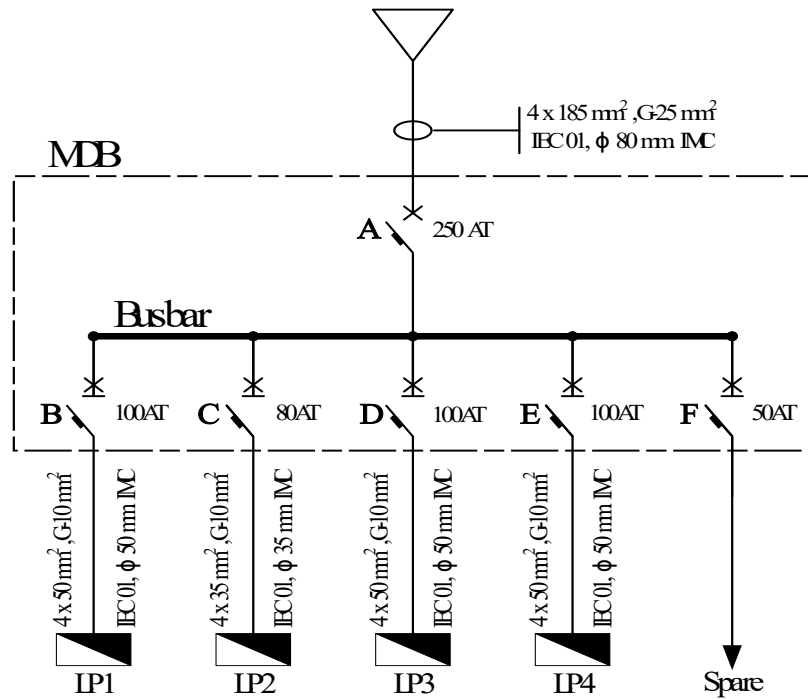 4 x 185 mm² , G-25 mm²
IEC 01, ф 80 mm IMC
MDB
A
250 AT
Busbar
B
100AT
C
80AT
D
100AT
E
100AT
F
50AT
4 x 50 mm² , G-10 mm²
IEC 01, ф 50 mm IMC
4 x 35 mm² , G-10 mm²
IEC 01, ф 35 mm IMC
4 x 50 mm² , G-10 mm²
IEC 01, ф 50 mm IMC
4 x 50 mm² , G-10 mm²
IEC 01, ф 50 mm IMC
LP1
LP2
LP3
LP4
Spare